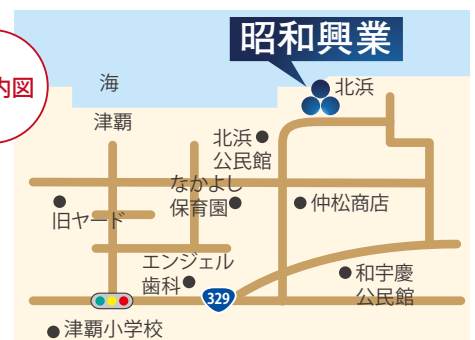 昭和興業
内図
海
北浜
津覇
北浜
公民館
なかよし
保育園
仲松商店
旧ヤード
エンジェル
歯科
和宇慶
公民館
329
津覇小学校